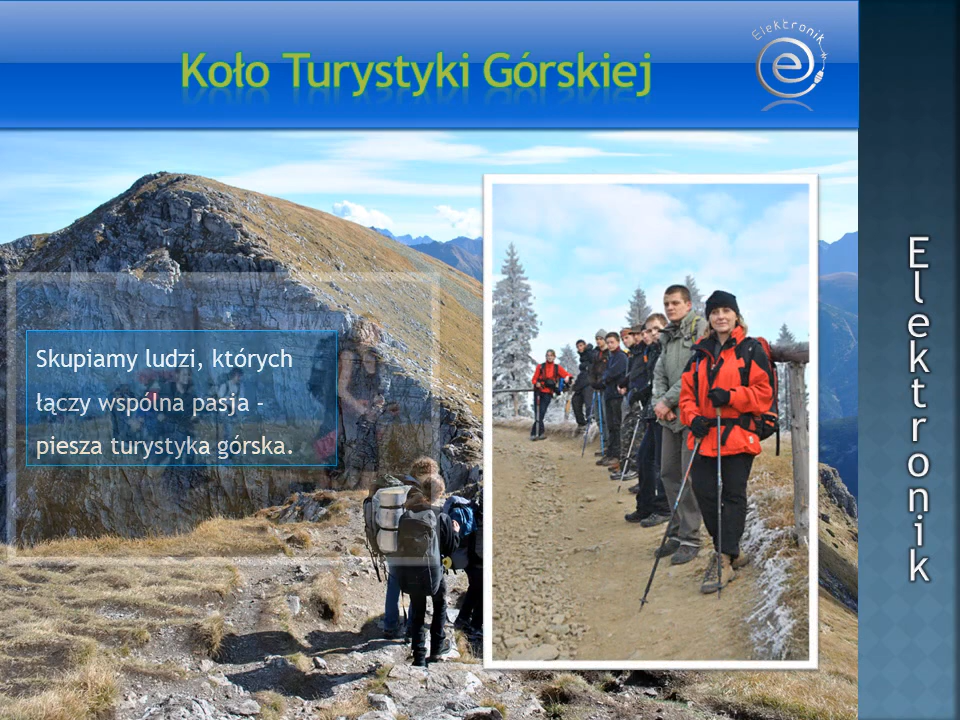 Koło Turystyki Górskiej
Elektronik
e
Skupiamy ludzi, których
łączy wspólna pasja -
piesza turystyka górska.
Elektronik